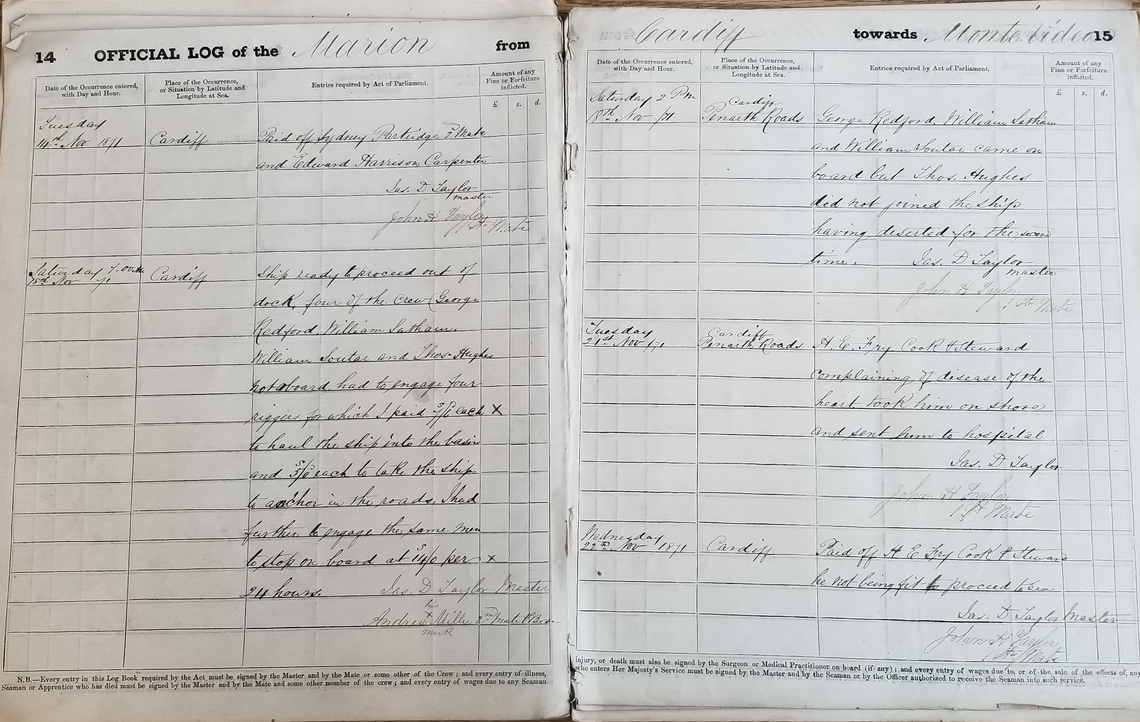 14 OFFICIAL LOG of the Marion from
Date of the Occurrence entered, with Day and Hour.
Place of the Occurrence, or Situation by Latitude and Longitude at Sea.
Entries required by Act of Parliament.
Amount of any Fine or Forfeiture inflicted.
£ s. d.
Tuesday
14th Nov 1871 Cardiff Paid off Sydney Partridge 2nd Mate
and Edward Harrison Carpenter
Jas. D Taylor
master
John H Taylor
1st Mate
Saturday 7.00
18th Nov /71 Cardiff Ship ready to proceed out of
dock, four of the Crew (George
Redford William Latham
William Soutar and Thos. Hughes
not aboard had to engage four
riggers for which I paid each x
to haul the ship into the basin
and 5/6 each to take the ship
to anchor in the roads, I had
further to engage the same men
to stop on board at per x
24 hours. Jas. D Taylor Master
his
Andrew x Mills 2nd Mate
mark
N.B.—Every entry in this Log Book required by the Act must be signed by the Master and by the Mate or some other of the Crew; and every entry of illness,
Seaman or Apprentice who has died must be signed by the Master and by the Mate and some other member of the crew; and every entry of wages due to any Seaman
Cardiff towards Monte Video 15
Date of the Occurrence entered, with Day and Hour.
Place of the Occurrence, or Situation by Latitude and Longitude at Sea.
Entries required by Act of Parliament.
Amount of any Fine or Forfeiture inflicted.
£ s. d.
Saturday 2 Pm Cardiff
18th Nov /71 Penarth Roads George Redford, William Latham
and William Soutar came on
board but Thos. Hughes
did not joined the ship
having deserted for the second
time. Jas. D Taylor
master
John H Taylor
1st Mate
Tuesday Cardiff
21st Nov /71 Penarth Roads H E Fry Cook & Steward
complaining of disease of the
heart took him on shore
and sent him to hospital
Jas. D Taylor
John H Taylor
1st Mate
Wednesday
22nd Nov 1871 Cardiff Paid off H E Fry Cook & Steward
he not being fit to proceed to sea
Jas. D Taylor Master
John H Taylor
1st Mate
injury, or death must also be signed by the Surgeon or Medical Practitioner on board (if any); and every entry of wages due to, or of the sale of the effects of, any
who enters Her Majesty's Service must be signed by the Master and by the Seaman or by the Officer authorised to receive the Seaman into such service.